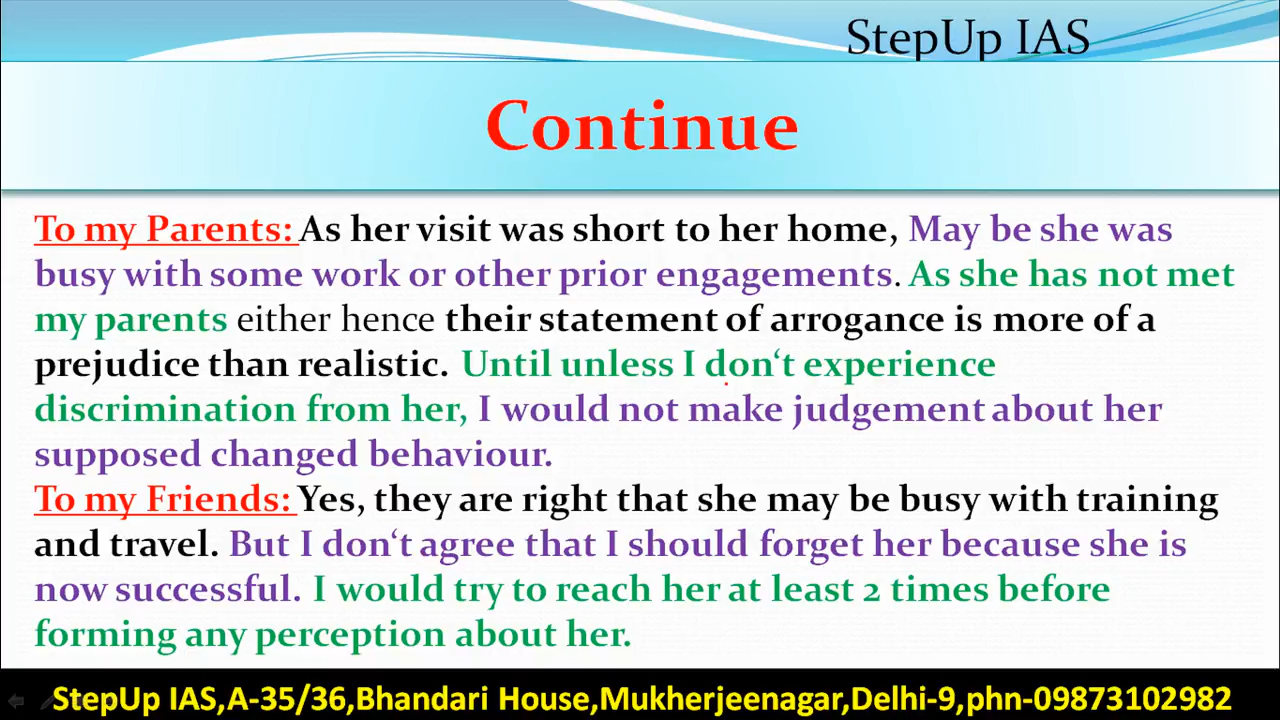 StepUp IAS
Continue
To my Parents: As her visit was short to her home, May be she was
busy with some work or other prior engagements. As she has not met
my parents either hence their statement of arrogance is more of a
prejudice than realistic. Until unless I don‘t experience
discrimination from her, I would not make judgement about her
supposed changed behaviour.
To my Friends: Yes, they are right that she may be busy with training
and travel. But I don‘t agree that I should forget her because she is
now successful. I would try to reach her at least 2 times before
forming any perception about her.
StepUp IAS,A-35/36,Bhandari House,Mukherjeenagar,Delhi-9,phn-09873102982